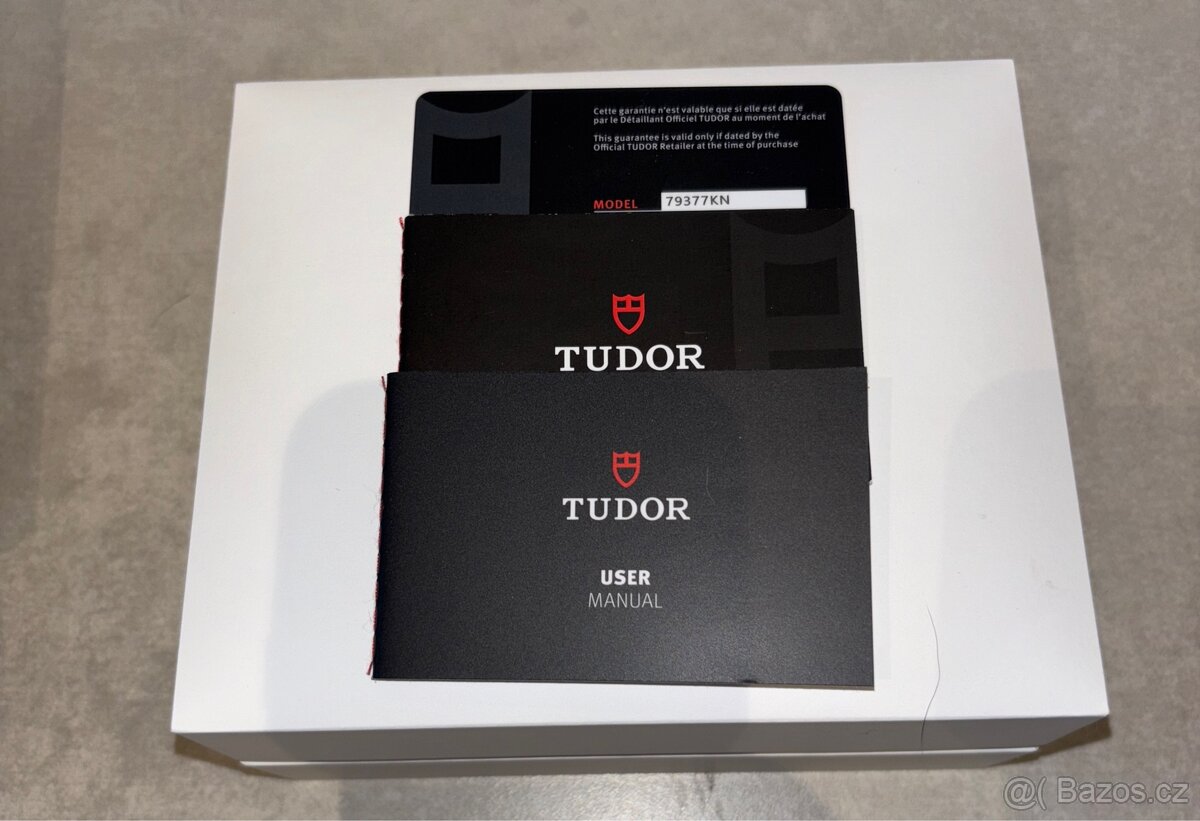 Cette garantie n'est valable que si elle est datée
par le Détaillant Officiel TUDOR au moment de l'achat
This guarantee is valid only if dated by the
Official TUDOR Retailer at the time of purchase
MODEL 79377KN
TUDOR
TUDOR
USER
MANUAL
@( Bazos.cz